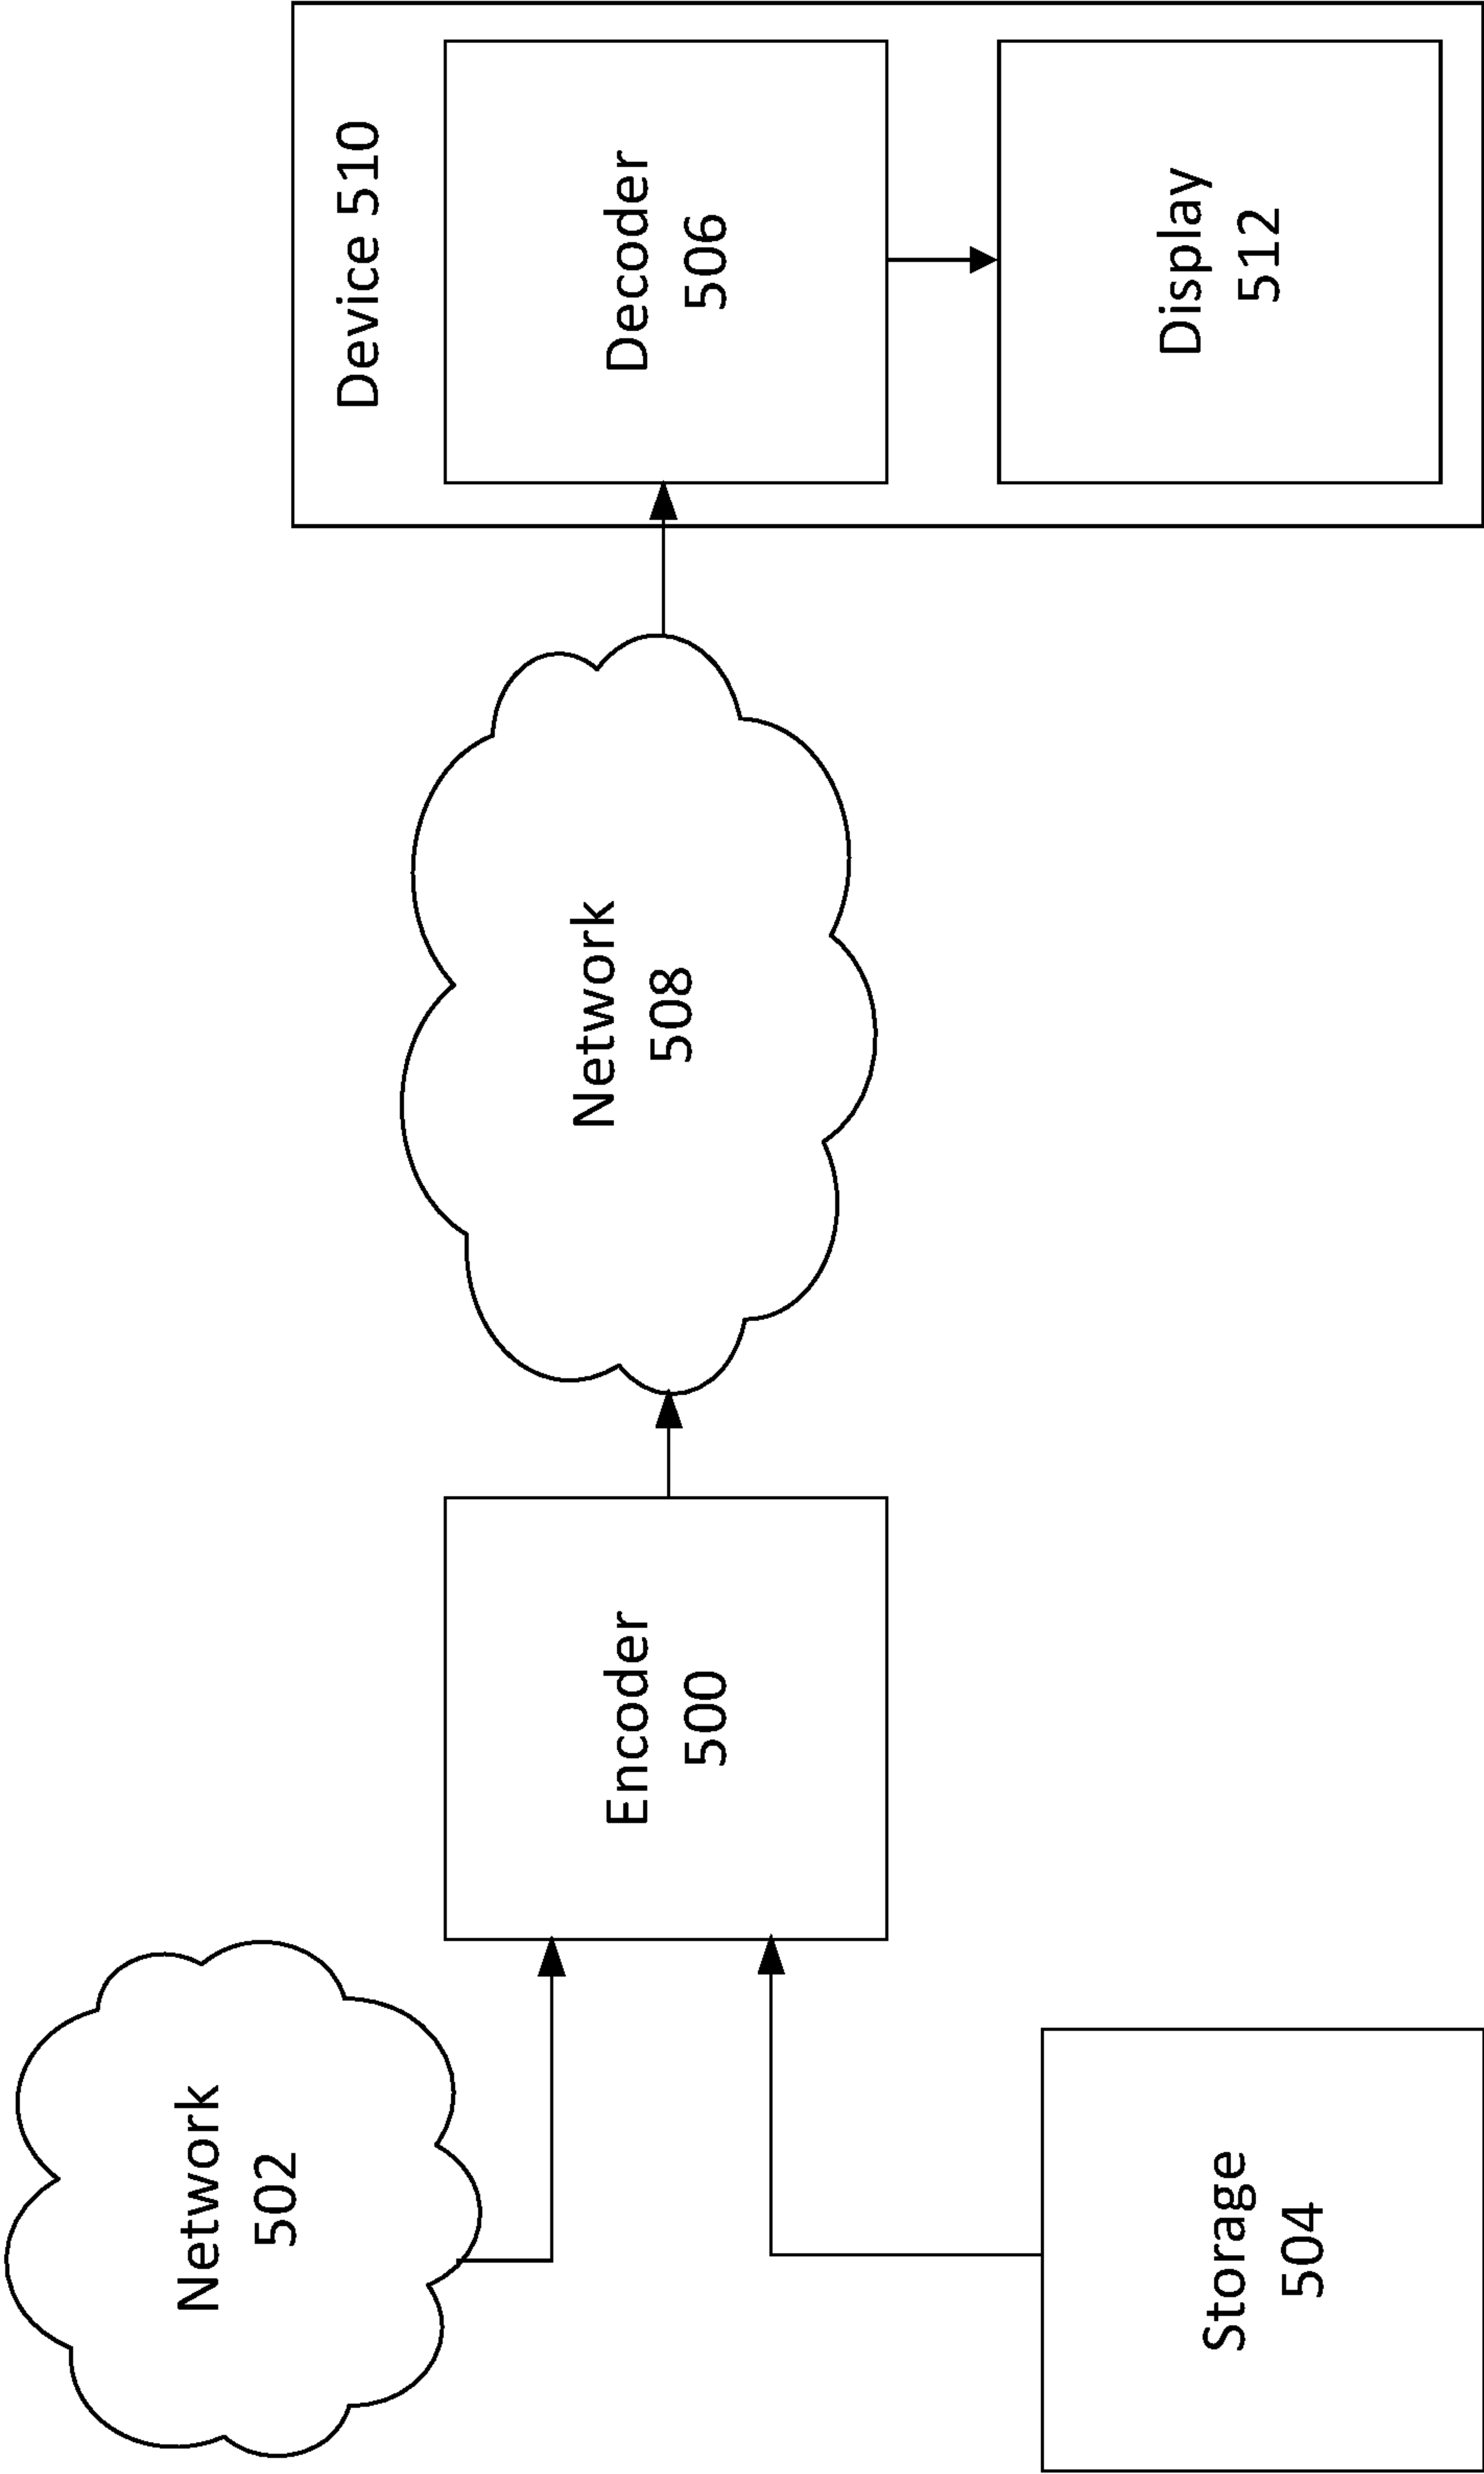 Network
502
Storage
504
Encoder
500
Network
508
Device 510
Decoder
506
Display
512